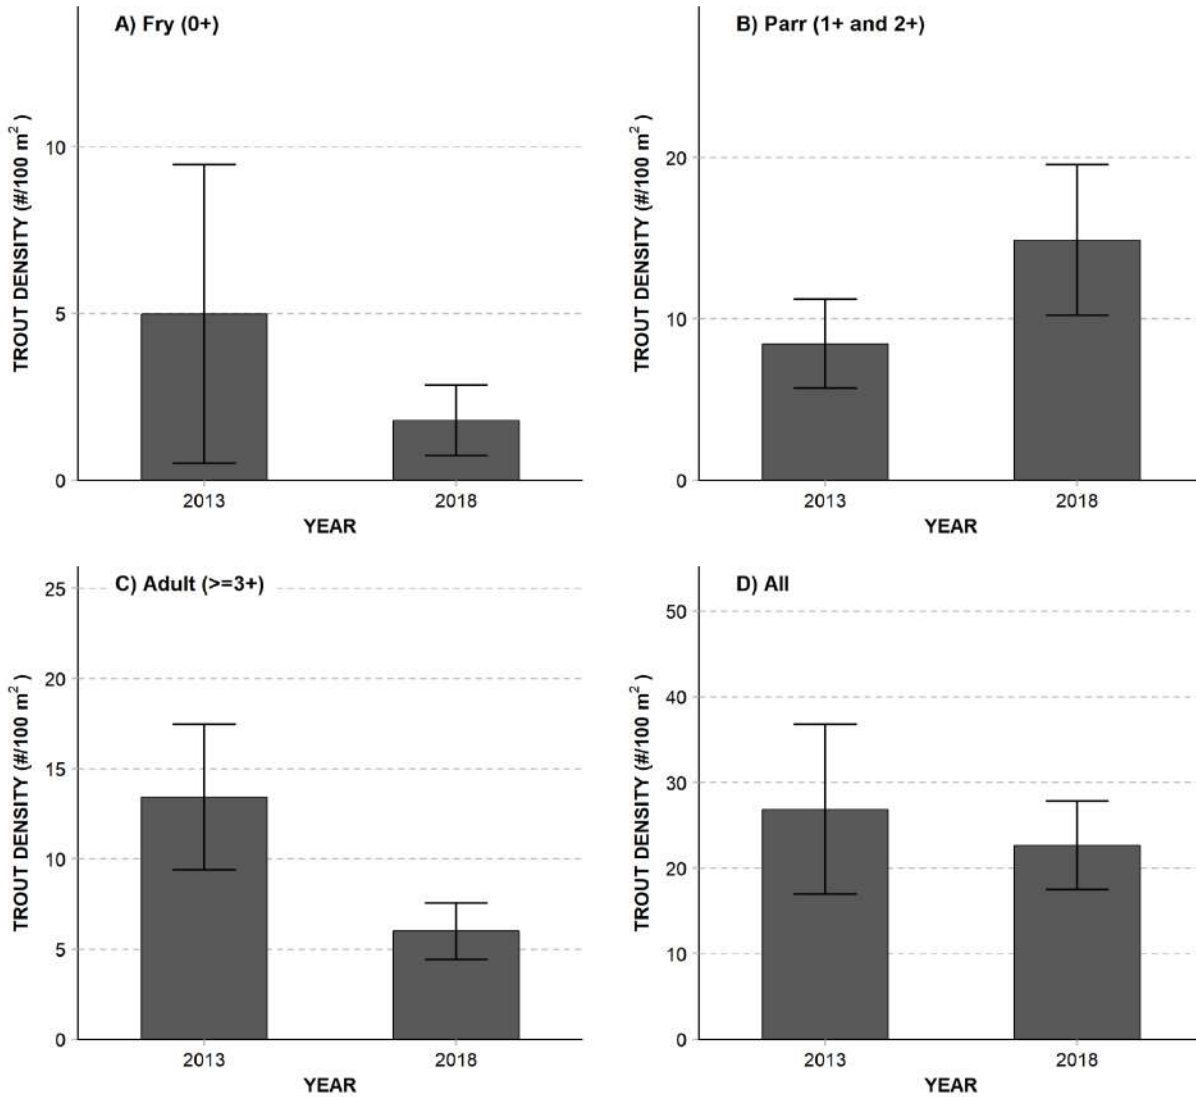 A) Fry (0+)
TROUT DENSITY (#/100 m²)
10
5
0
2013
2018
YEAR
B) Parr (1+ and 2+)
TROUT DENSITY (#/100 m²)
20
10
0
2013
2018
YEAR
C) Adult (>=3+)
TROUT DENSITY (#/100 m²)
25
20
15
10
5
0
2013
2018
YEAR
D) All
TROUT DENSITY (#/100 m²)
50
40
30
20
10
0
2013
2018
YEAR